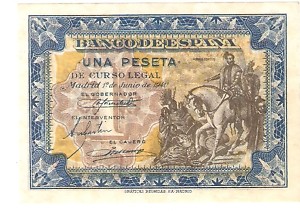 BANCO DE ESPAÑA
UNA PESETA
DE CURSO LEGAL
Madrid 1º de Junio de 1940
EL GOBERNADOR
EL INTERVENTOR
EL CAJERO